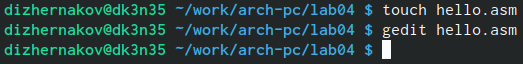 dizhernakov@dk3n35 ~/work/arch-pc/lab04 $ touch hello.asm
dizhernakov@dk3n35 ~/work/arch-pc/lab04 $ gedit hello.asm
dizhernakov@dk3n35 ~/work/arch-pc/lab04 $